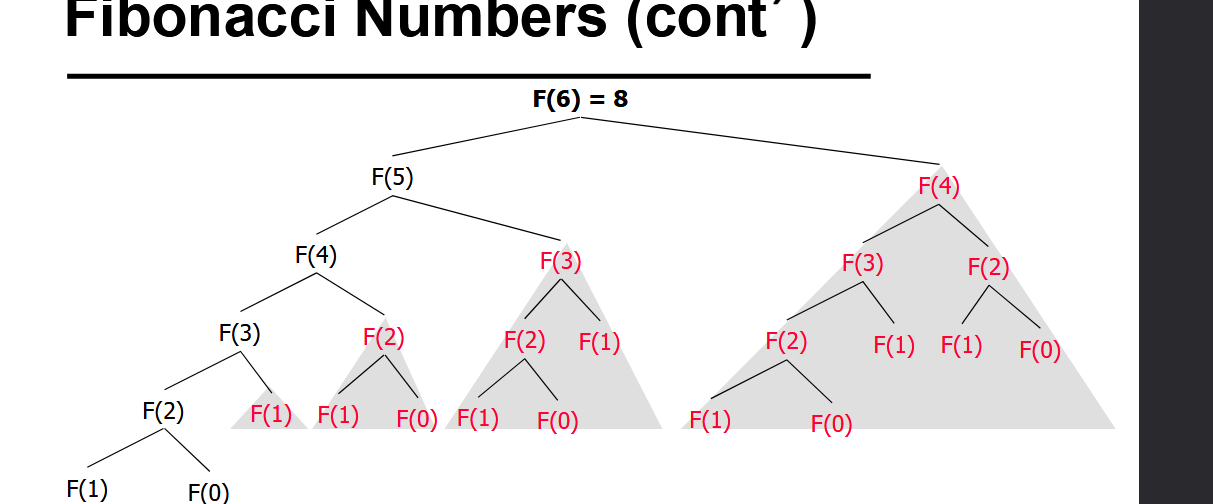 Fibonacci Numbers (cont’ )
F(6) = 8
F(5)
F(4)
F(4)
F(3)
F(3)
F(2)
F(3)
F(2)
F(2)
F(1)
F(2)
F(1)
F(1)
F(0)
F(2)
F(1)
F(1)
F(0)
F(1)
F(0)
F(1)
F(0)
F(1)
F(0)